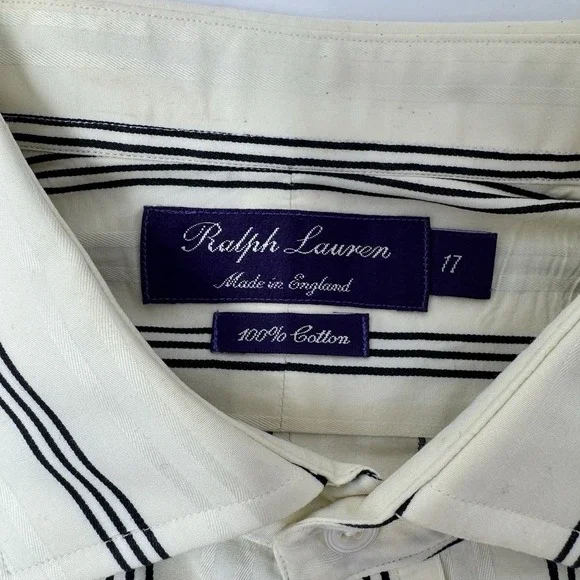 Ralph Lauren
Made in England
17
100% Cotton